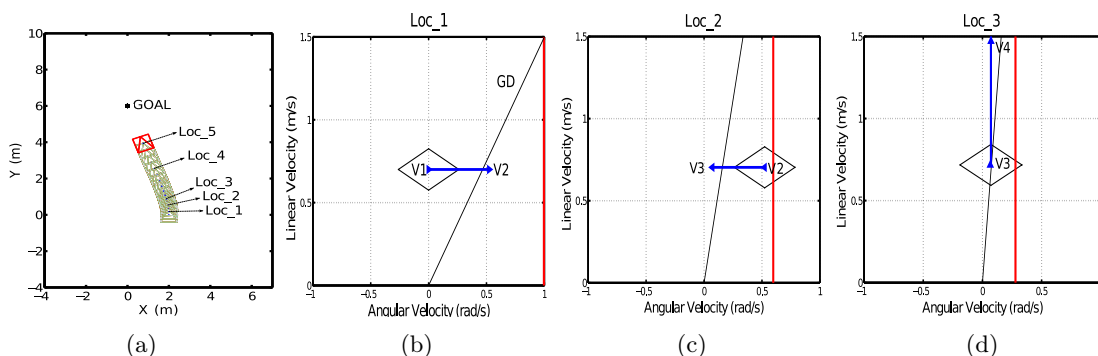 10
8
6
4
2
0
−2
−4
−4 −2 0 2 4 6
X (m)
Y (m)
GOAL
Loc_5
Loc_4
Loc_3
Loc_2
Loc_1
(a)
Loc_1
1.5
1
0.5
0
−1 −0.5 0 0.5 1
Linear Velocity (m/s)
Angular Velocity (rad/s)
GD
V1
V2
(b)
Loc_2
1.5
1
0.5
0
−1 −0.5 0 0.5 1
Linear Velocity (m/s)
Angular Velocity (rad/s)
V3
V2
(c)
Loc_3
1.5
1
0.5
0
−1 −0.5 0 0.5
Linear Velocity (m/s)
Angular Velocity (rad/s)
V4
V3
(d)